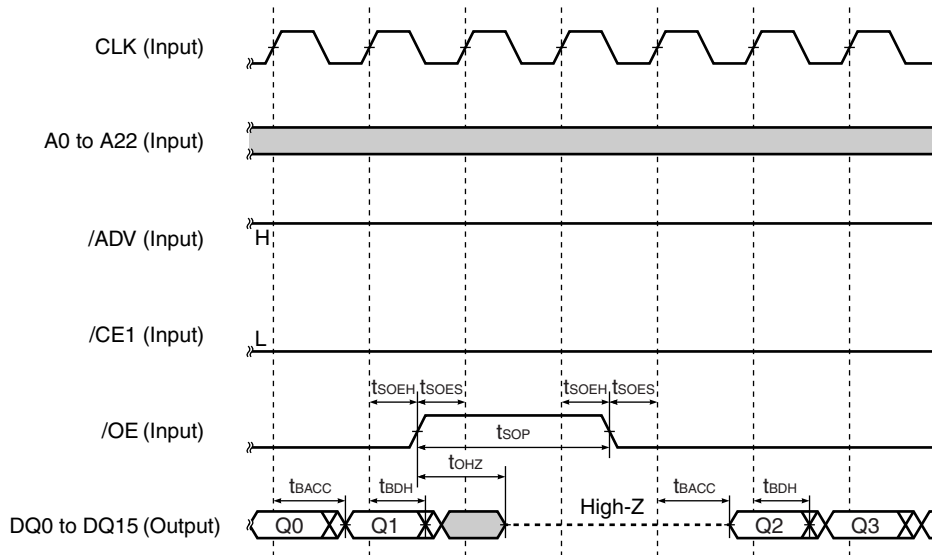 CLK (Input)
A0 to A22 (Input)
/ADV (Input)
H
/CE1 (Input)
L
tSOEH tSOES tSOEH tSOES
/OE (Input)
tSOP
tOHZ
tBACC tBDH tBACC tBDH
High-Z
DQ0 to DQ15 (Output) Q0 Q1 Q2 Q3